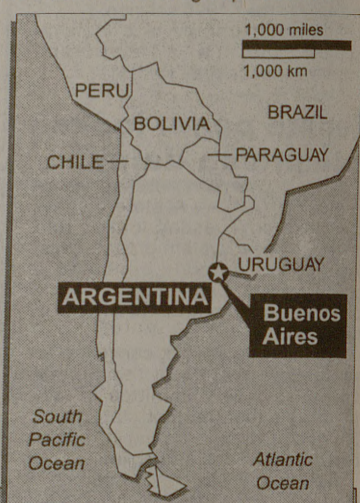 1,000 miles
1,000 km
PERU
BRAZIL
BOLIVIA
CHILE
PARAGUAY
URUGUAY
ARGENTINA
Buenos
Aires
South
Pacific
Ocean
Atlantic
Ocean